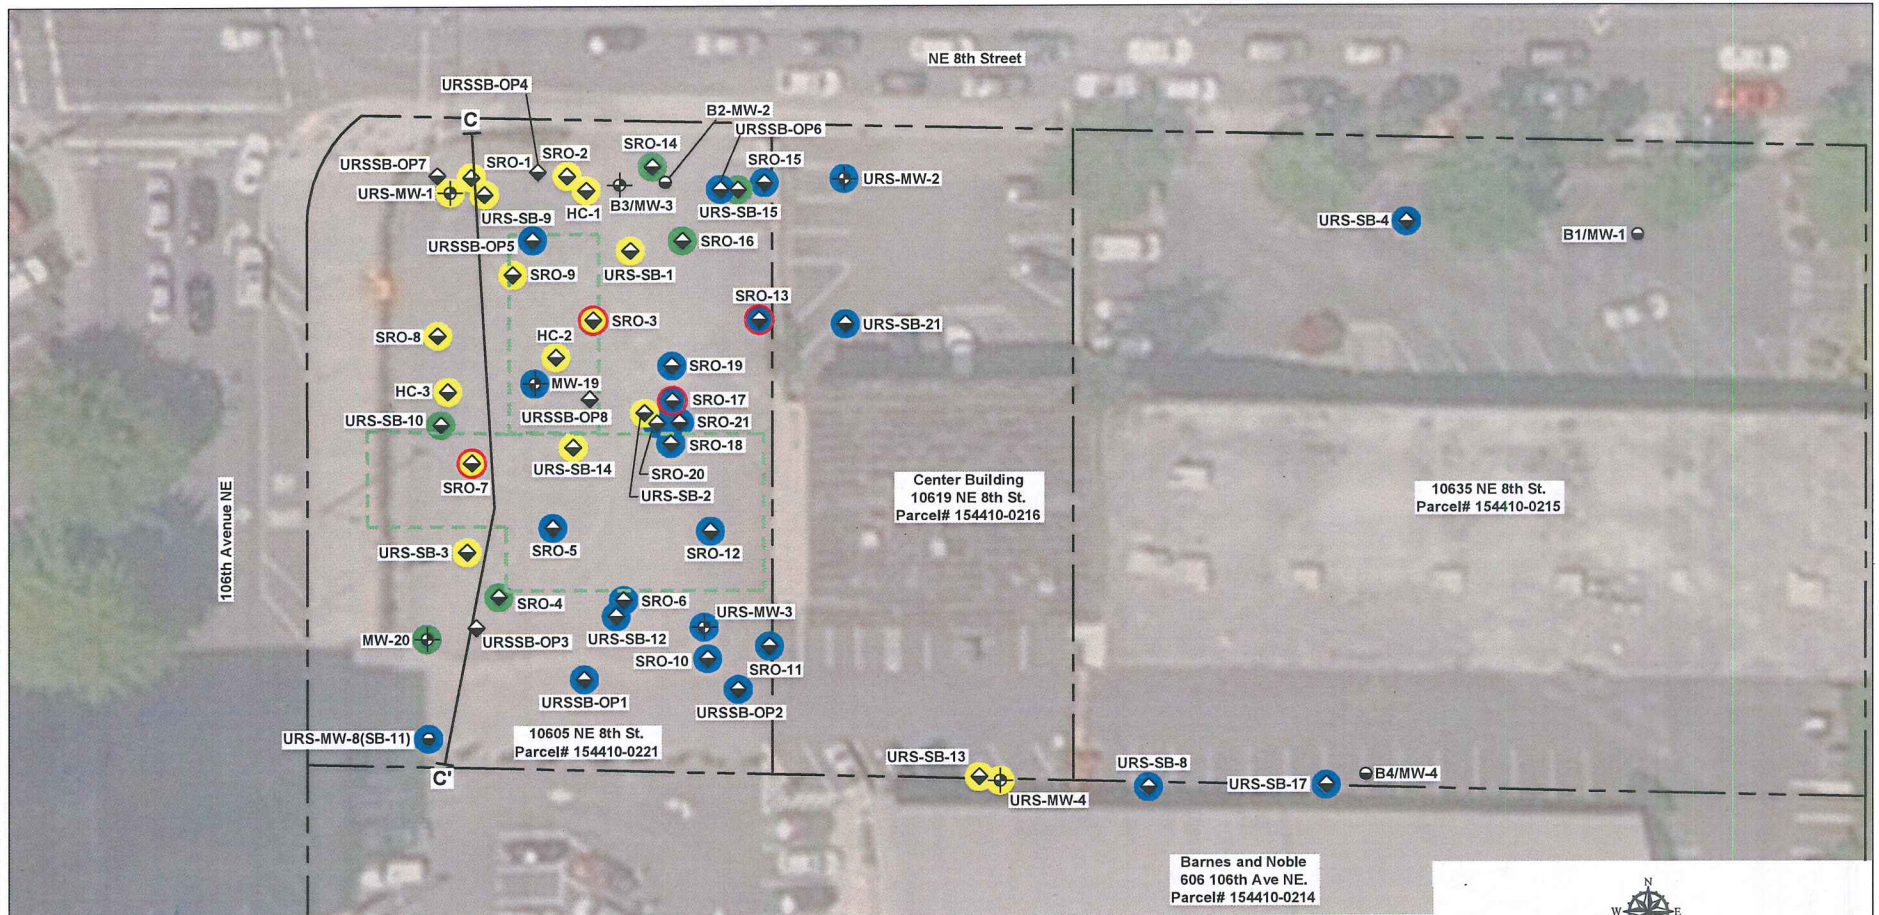 NE 8th Street
URSSB-OP4
B2-MW-2
C
URSSB-OP6
SRO-14
SRO-2
SRO-1
SRO-15
URSSB-OP7
URS-MW-2
URS-MW-1
B3/MW-3
HC-1
URS-SB-15
URS-SB-9
URS-SB-4
B1/MW-1
URSSB-OP5
SRO-16
SRO-9
URS-SB-1
SRO-13
SRO-3
URS-SB-21
SRO-8
HC-2
SRO-19
MW-19
HC-3
SRO-17
URSSB-OP8
URS-SB-10
SRO-21
SRO-18
URS-SB-14
SRO-20
SRO-7
URS-SB-2
Center Building
10619 NE 8th St.
Parcel# 154410-0216
10635 NE 8th St.
Parcel# 154410-0215
106th Avenue NE
SRO-5
SRO-12
URS-SB-3
SRO-4
SRO-6
URS-MW-3
MW-20
URSSB-OP3
URS-SB-12
SRO-10
SRO-11
URSSB-OP1
URSSB-OP2
URS-MW-8(SB-11)
10605 NE 8th St.
Parcel# 154410-0221
C'
URS-SB-13
URS-MW-4
URS-SB-8
URS-SB-17
B4/MW-4
Barnes and Noble
606 106th Ave NE.
Parcel# 154410-0214
N
W
E